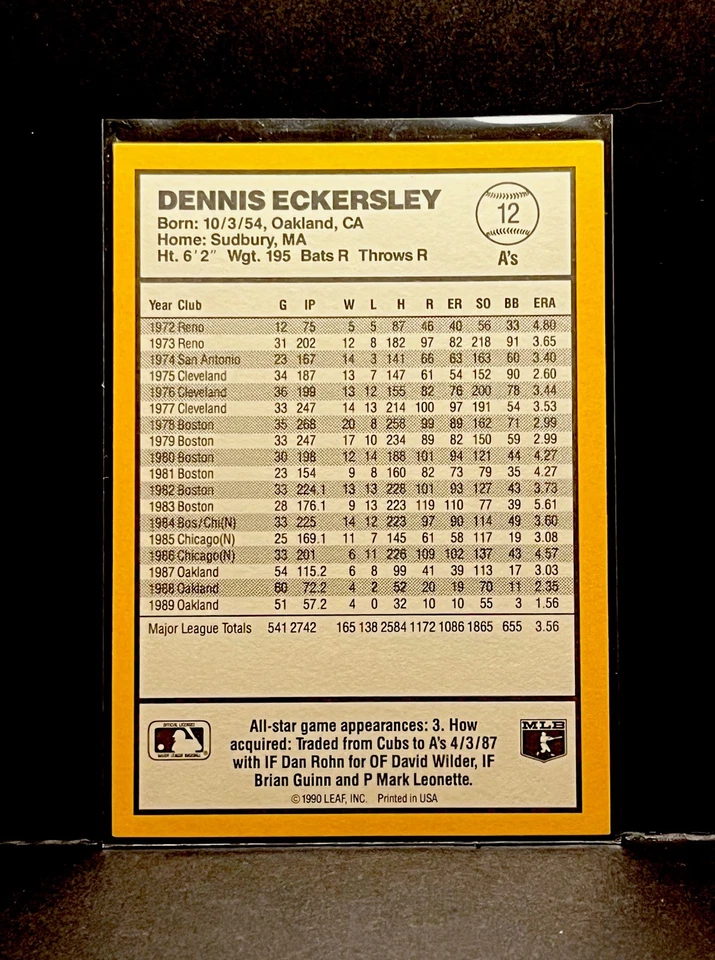 DENNIS ECKERSLEY
Born: 10/3/54, Oakland, CA
Home: Sudbury, MA
Ht. 6'2" Wgt. 195 Bats R Throws R
12
A's
Year Club G IP W L H R ER SO BB ERA
1972 Reno 12 75 5 5 87 46 40 56 33 4.80
1973 Reno 31 202 12 8 182 97 82 218 91 3.65
1974 San Antonio 23 167 14 3 141 66 63 163 60 3.40
1975 Cleveland 34 187 13 7 147 61 54 152 90 2.60
1976 Cleveland 36 199 13 12 155 82 76 200 78 3.44
1977 Cleveland 33 247 14 13 214 100 97 191 54 3.53
1978 Boston 35 268 20 8 258 99 89 162 71 2.99
1979 Boston 33 247 17 10 234 89 82 150 59 2.99
1980 Boston 30 198 12 14 188 101 94 121 44 4.27
1981 Boston 23 154 9 8 160 82 73 79 35 4.27
1982 Boston 33 224.1 13 13 228 101 93 127 43 3.73
1983 Boston 28 176.1 9 13 223 119 110 77 39 5.61
1984 Bos/Chi(N) 33 225 14 12 223 97 90 114 49 3.60
1985 Chicago(N) 25 169.1 11 7 145 61 58 117 19 3.08
1986 Chicago(N) 33 201 6 11 226 109 102 137 43 4.57
1987 Oakland 54 115.2 6 8 99 41 39 113 17 3.03
1988 Oakland 60 72.2 4 2 52 20 19 70 11 2.35
1989 Oakland 51 57.2 4 0 32 10 10 55 3 1.56
Major League Totals 541 2742 165 138 2584 1172 1086 1865 655 3.56
All-star game appearances: 3. How
acquired: Traded from Cubs to A's 4/3/87
with IF Dan Rohn for OF David Wilder, IF
Brian Guinn and P Mark Leonette.
MLB
© 1990 LEAF, INC. Printed in USA